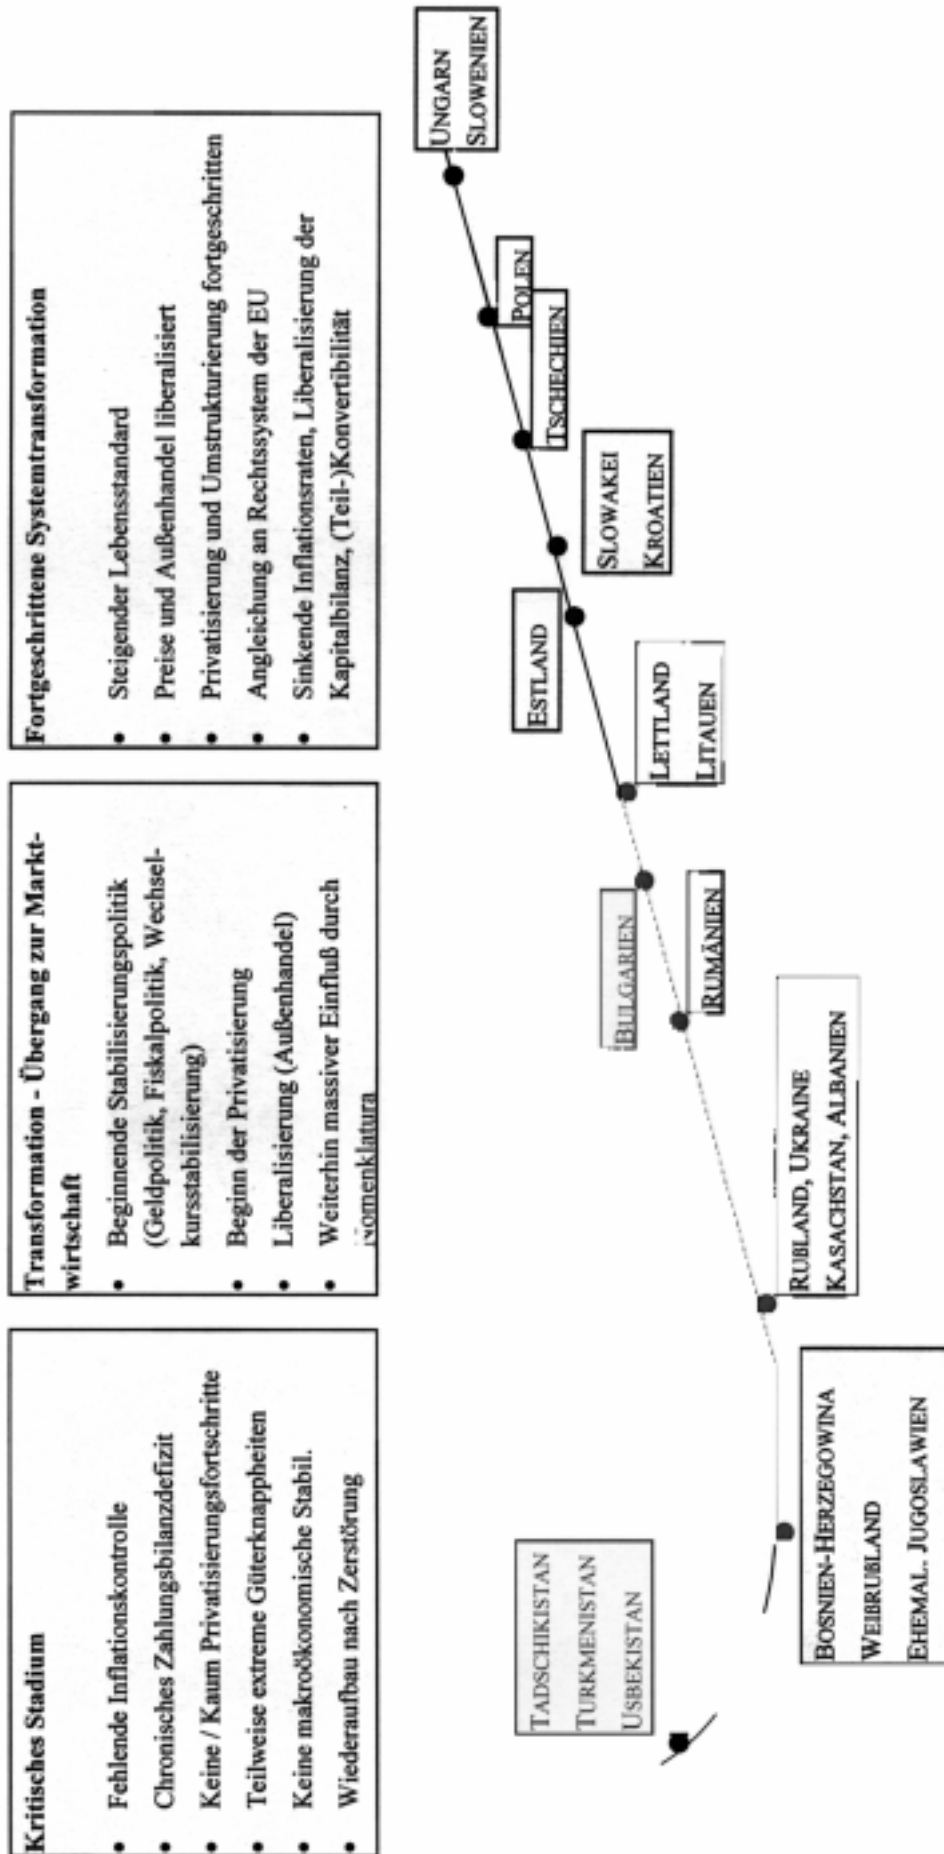 Kritisches Stadium
• Fehlende Inflationskontrolle
• Chronisches Zahlungsbilanzdefizit
• Keine / Kaum Privatisierungsfortschritte
• Teilweise extreme Güterknappheiten
• Keine makroökonomische Stabil.
• Wiederaufbau nach Zerstörung
Transformation - Übergang zur Markt-
wirtschaft
• Beginnende Stabilisierungspolitik
(Geldpolitik, Fiskalpolitik, Wechsel-
kursstabilisierung)
• Beginn der Privatisierung
• Liberalisierung (Außenhandel)
• Weiterhin massiver Einfluß durch
Nomenklatura
Fortgeschrittene Systemtransformation
• Steigender Lebensstandard
• Preise und Außenhandel liberalisiert
• Privatisierung und Umstrukturierung fortgeschritten
• Angleichung an Rechtssystem der EU
• Sinkende Inflationsraten, Liberalisierung der
Kapitalbilanz, (Teil-)Konvertibilität
TADSCHIKISTAN
TURKMENISTAN
USBEKISTAN
BOSNIEN-HERZEGOWINA
WEIßRUßLAND
EHEMAL. JUGOSLAWIEN
RUßLAND, UKRAINE
KASACHSTAN, ALBANIEN
RUMÄNIEN
BULGARIEN
LETTLAND
LITAUEN
ESTLAND
SLOWAKEI
KROATIEN
TSCHECHIEN
POLEN
UNGARN
SLOWENIEN